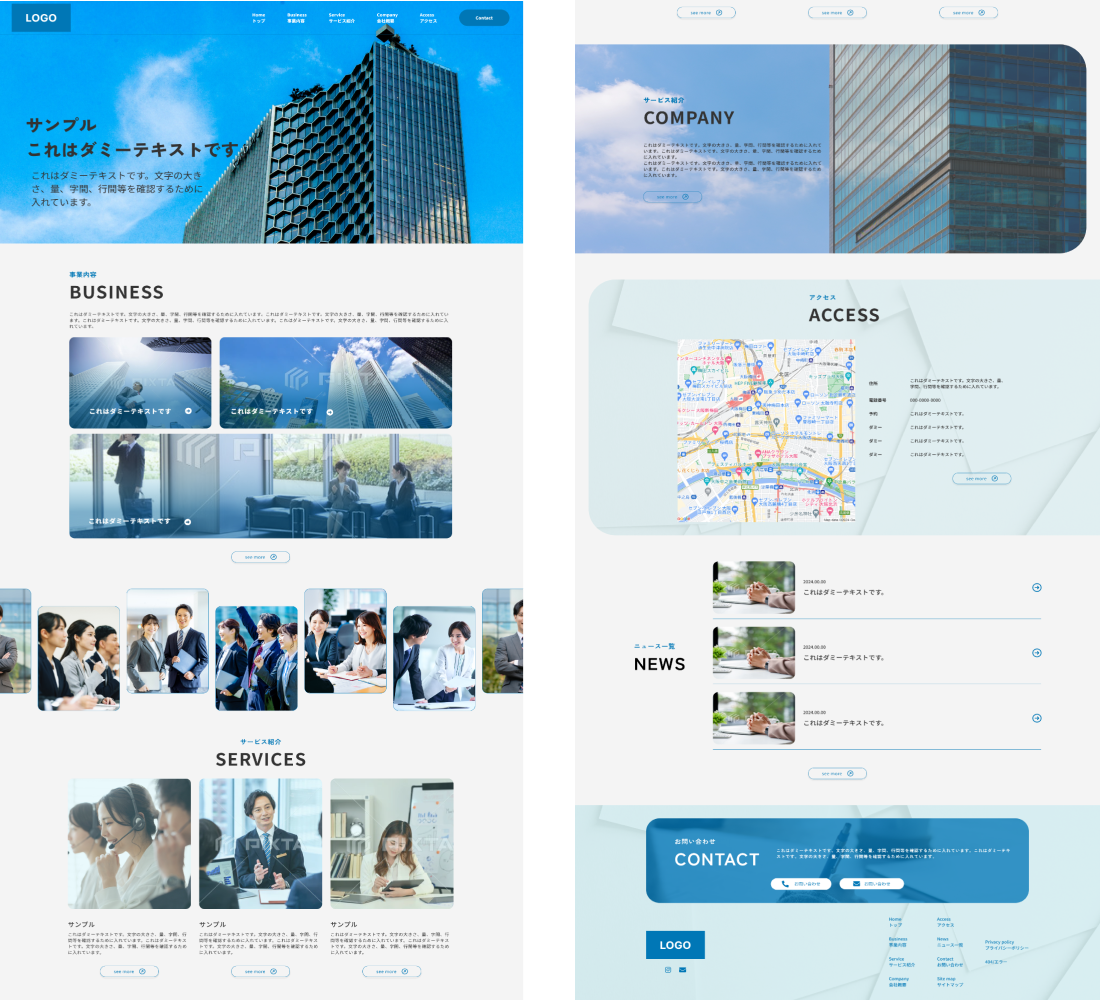 LOGO
Home
トップ
Business
事業内容
Service
サービス紹介
Company
会社概要
Access
アクセス
Contact
サンプル
これはダミーテキストです。
これはダミーテキストです。文字の大き
さ、量、字間、行間等を確認するために
入れています。
事業内容
BUSINESS
これはダミーテキストです。文字の大きさ、量、字間、行間等を確認するために入れています。これはダミーテキストです。文字の大きさ、量、字間、行間等を確認するために入れてい
ます。これはダミーテキストです。文字の大きさ、量、字間、行間等を確認するために入れています。これはダミーテキストです。文字の大きさ、量、字間、行間等を確認するために入
れています。
これはダミーテキストです
これはダミーテキストです
PIXTA
これはダミーテキストです
see more
サービス紹介
SERVICES
PIXTA
サンプル
これはダミーテキストです。文字の大きさ、量、字間、行
間等を確認するために入れています。これはダミーテキス
トです。文字の大きさ、量、字間、行間等を確認するため
に入れています。
see more
サンプル
これはダミーテキストです。文字の大きさ、量、字間、行
間等を確認するために入れています。これはダミーテキス
トです。文字の大きさ、量、字間、行間等を確認するため
に入れています。
see more
サンプル
これはダミーテキストです。文字の大きさ、量、字間、行
間等を確認するために入れています。これはダミーテキス
トです。文字の大きさ、量、字間、行間等を確認するため
に入れています。
see more
see more
see more
see more
サービス紹介
COMPANY
これはダミーテキストです。文字の大きさ、量、字間、行間等を確認するために入れて
います。これはダミーテキストです。文字の大きさ、量、字間、行間等を確認するため
に入れています。
これはダミーテキストです。文字の大きさ、量、字間、行間等を確認するために入れて
います。これはダミーテキストです。文字の大きさ、量、字間、行間等を確認するため
に入れています。
see more
アクセス
ACCESS
住所
これはダミーテキストです。文字の大きさ、量、
字間、行間等を確認するために入れています。
電話番号
000-0000-0000
予約
これはダミーテキストです。
ダミー
これはダミーテキストです。
ダミー
これはダミーテキストです。
ダミー
これはダミーテキストです。
see more
ニュース一覧
NEWS
2024.00.00
これはダミーテキストです。
2024.00.00
これはダミーテキストです。
2024.00.00
これはダミーテキストです。
see more
お問い合わせ
CONTACT
これはダミーテキストです。文字の大きさ、量、字間、行間等を確認するために入れています。これはダミーテキ
ストです。文字の大きさ、量、字間、行間等を確認するために入れています。
お問い合わせ
お問い合わせ
LOGO
Home
トップ
Business
事業内容
Service
サービス紹介
Company
会社概要
Access
アクセス
News
ニュース一覧
Contact
お問い合わせ
Site map
サイトマップ
Privacy policy
プライバシーポリシー
404エラー